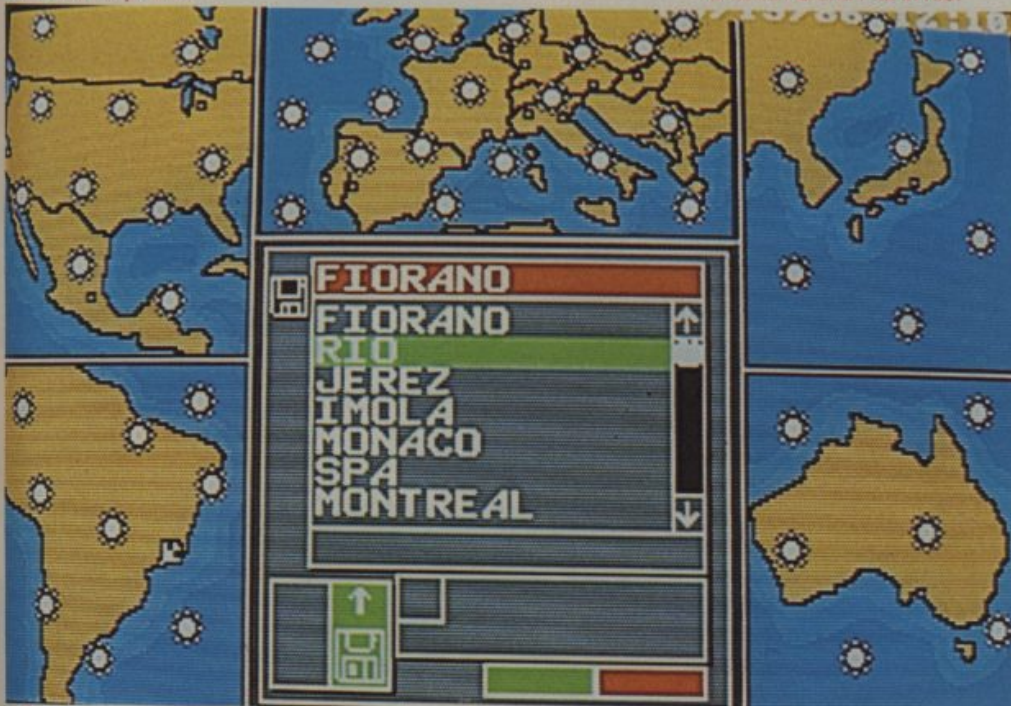 FIORANO
FIORANO
RIO
JEREZ
IMOLA
MONACO
SPA
MONTREAL